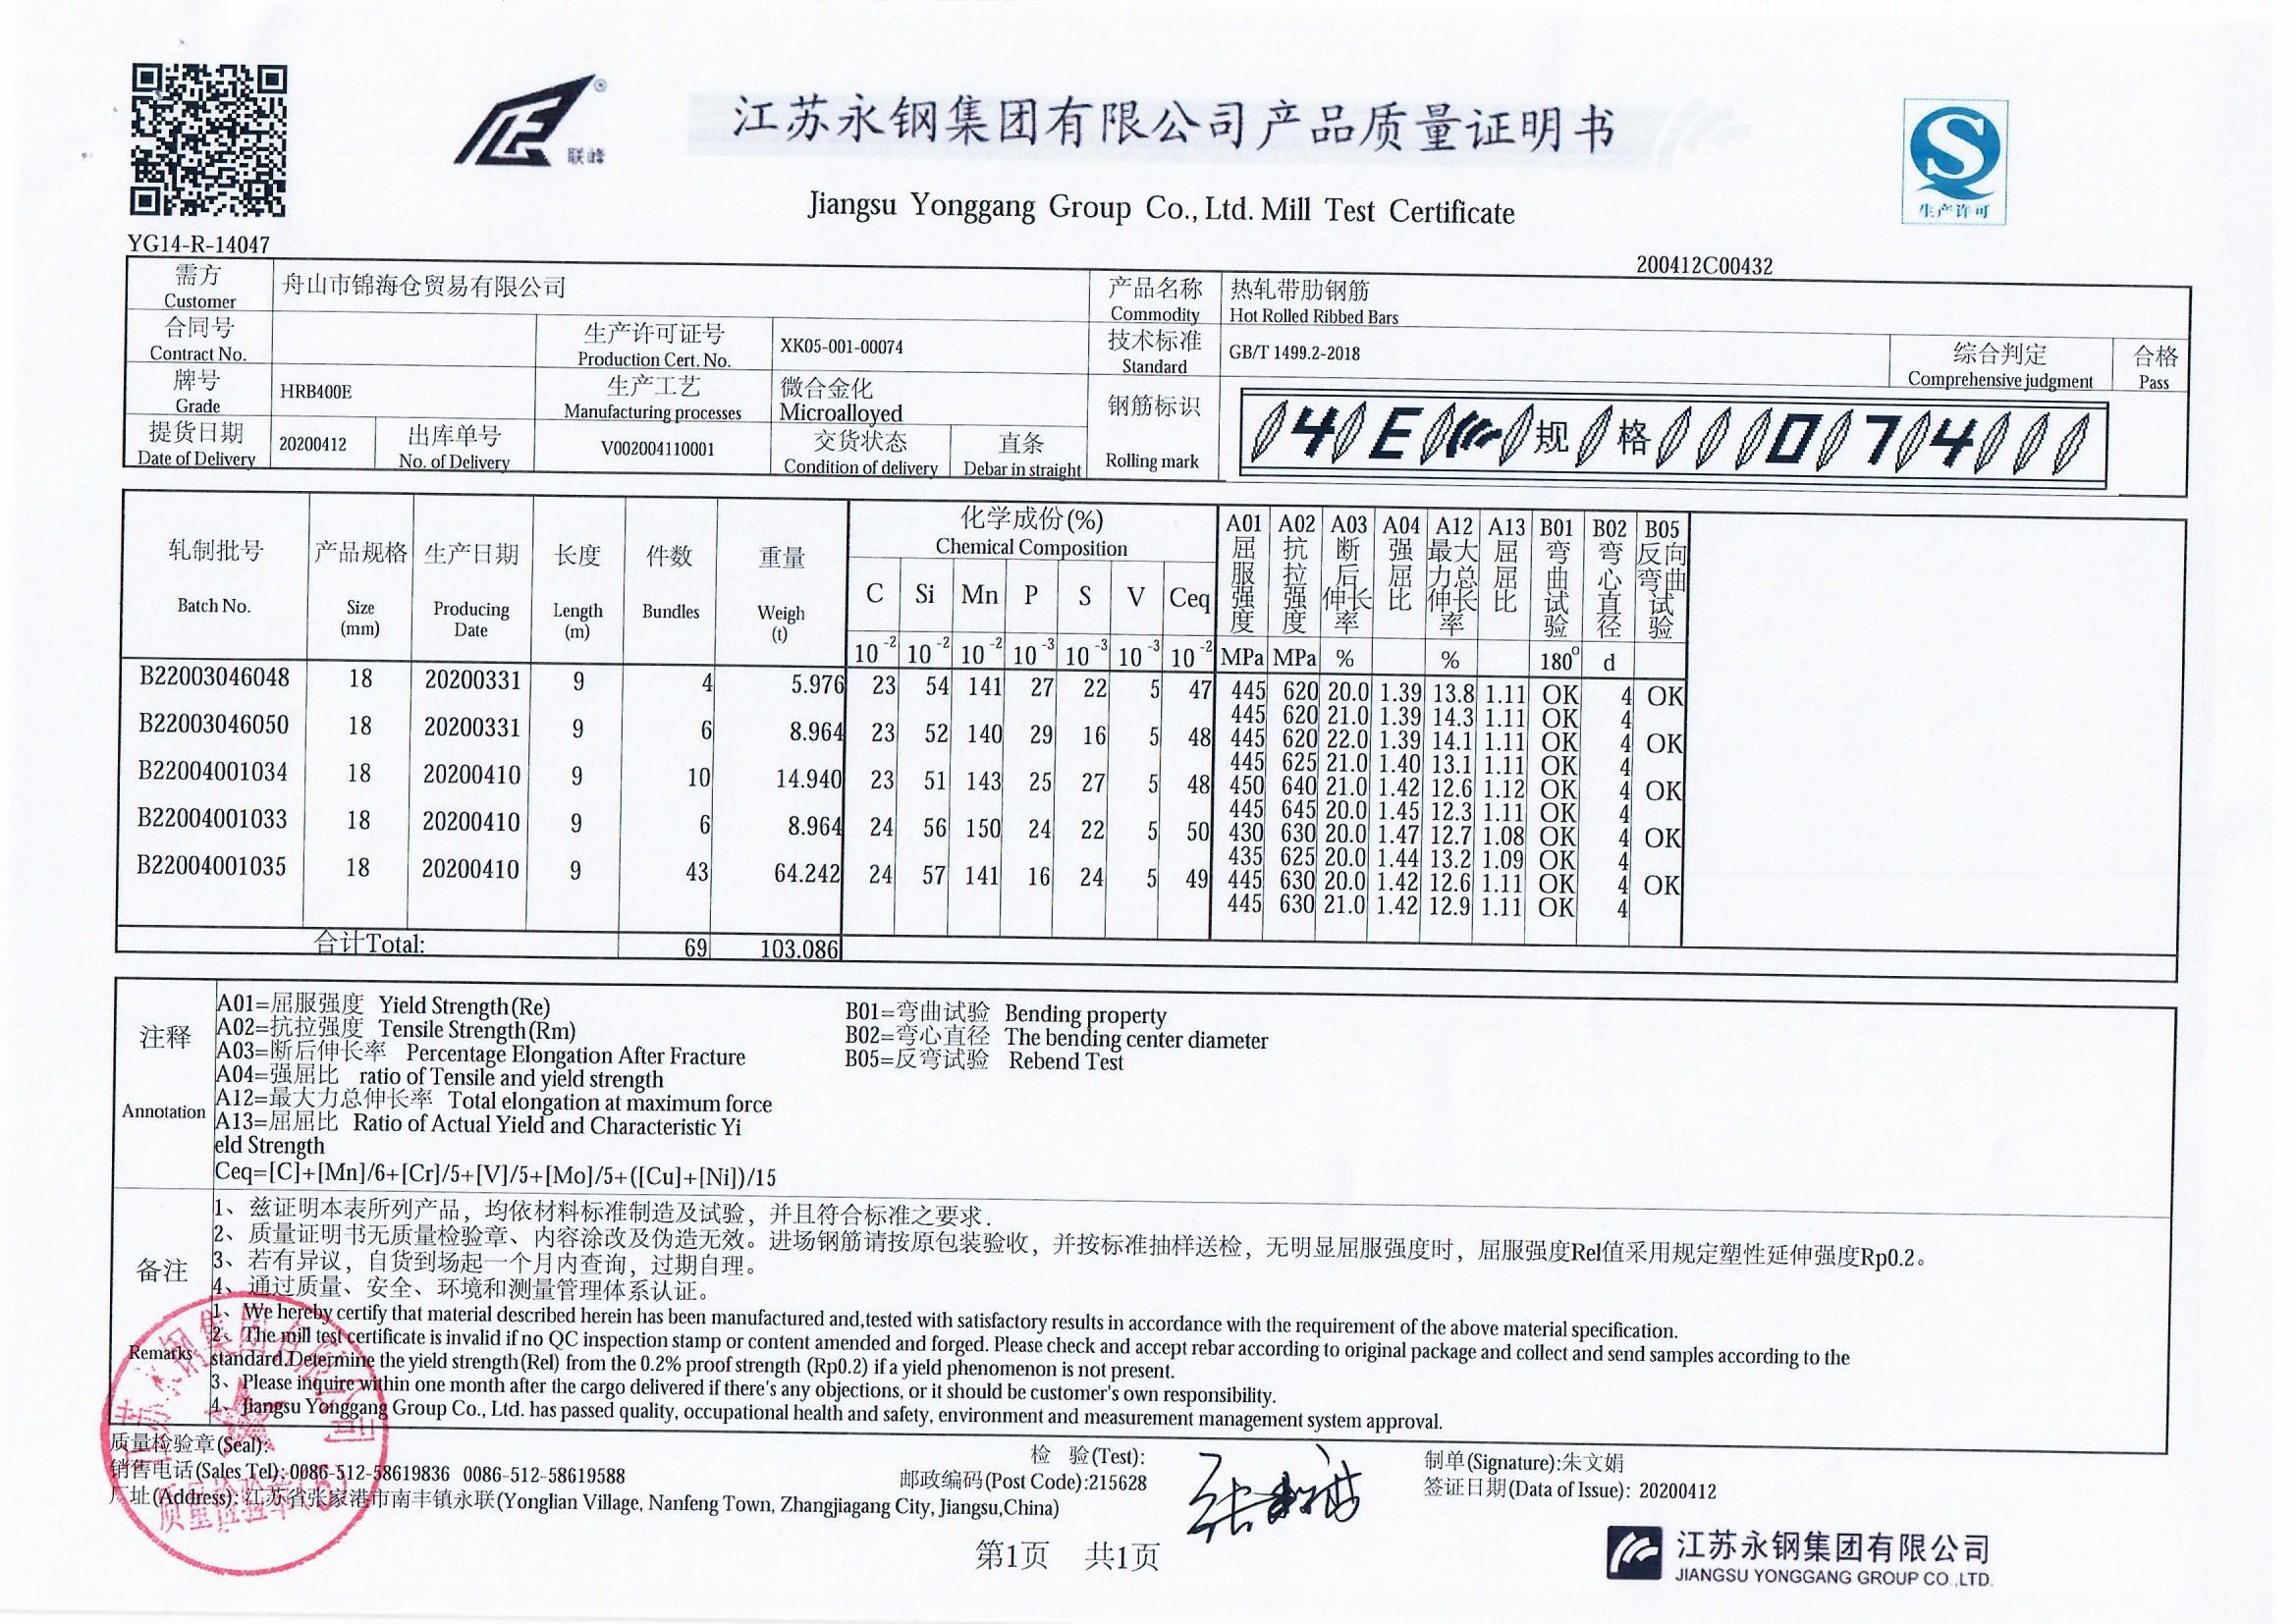 联峰
江苏永钢集团有限公司产品质量证明书
Jiangsu Yonggang Group Co., Ltd. Mill Test Certificate
生产许可
YG14-R-14047
200412C00432
需方 Customer 舟山市锦海仓贸易有限公司 产品名称 Commodity 热轧带肋钢筋 Hot Rolled Ribbed Bars
合同号 Contract No. 生产许可证号 Production Cert. No. XK05-001-00074 技术标准 Standard GB/T 1499.2-2018 综合判定 Comprehensive judgment 合格 Pass
牌号 Grade HRB400E 生产工艺 Manufacturing processes 微合金化 Microalloyed 钢筋标识 Rolling mark 4 E 规 格 0 7 4
提货日期 Date of Delivery 20200412 出库单号 No. of Delivery V002004110001 交货状态 Condition of delivery 直条 Debar in straight
轧制批号 Batch No. 产品规格 Size (mm) 生产日期 Producing Date 长度 Length (m) 件数 Bundles 重量 Weigh (t) 化学成份(%) Chemical Composition
C Si Mn P S V Ceq
10⁻² 10⁻² 10⁻² 10⁻³ 10⁻³ 10⁻³ 10⁻²
A01 屈服强度 MPa
A02 抗拉强度 MPa
A03 断后伸长率 %
A04 强屈比
A12 最大力总伸长率 %
A13 屈屈比
B01 弯曲试验 180°
B02 弯心直径 d
B05 反向弯曲试验
B22003046048 18 20200331 9 4 5.976 23 54 141 27 22 5 47 445 620 20.0 1.39 13.8 1.11 OK 4 OK
445 620 21.0 1.39 14.3 1.11 OK 4
B22003046050 18 20200331 9 6 8.964 23 52 140 29 16 5 48 445 620 22.0 1.39 14.1 1.11 OK 4 OK
445 625 21.0 1.40 13.1 1.11 OK 4
B22004001034 18 20200410 9 10 14.940 23 51 143 25 27 5 48 450 640 21.0 1.42 12.6 1.12 OK 4 OK
445 645 20.0 1.45 12.3 1.11 OK 4
B22004001033 18 20200410 9 6 8.964 24 56 150 24 22 5 50 430 630 20.0 1.47 12.7 1.08 OK 4 OK
435 625 20.0 1.44 13.2 1.09 OK 4
B22004001035 18 20200410 9 43 64.242 24 57 141 16 24 5 49 445 630 20.0 1.42 12.6 1.11 OK 4 OK
445 630 21.0 1.42 12.9 1.11 OK 4
合计Total: 69 103.086
注释 Annotation
A01=屈服强度 Yield Strength(Re)
A02=抗拉强度 Tensile Strength(Rm)
A03=断后伸长率 Percentage Elongation After Fracture
A04=强屈比 ratio of Tensile and yield strength
A12=最大力总伸长率 Total elongation at maximum force
A13=屈屈比 Ratio of Actual Yield and Characteristic Yi
eld Strength
Ceq=[C]+[Mn]/6+[Cr]/5+[V]/5+[Mo]/5+([Cu]+[Ni])/15
B01=弯曲试验 Bending property
B02=弯心直径 The bending center diameter
B05=反弯试验 Rebend Test
备注 Remarks
1、兹证明本表所列产品，均依材料标准制造及试验，并且符合标准之要求.
2、质量证明书无质量检验章、内容涂改及伪造无效。进场钢筋请按原包装验收，并按标准抽样送检，无明显屈服强度时，屈服强度Rel值采用规定塑性延伸强度Rp0.2。
3、若有异议，自货到场起一个月内查询，过期自理。
4、通过质量、安全、环境和测量管理体系认证。
1、We hereby certify that material described herein has been manufactured and,tested with satisfactory results in accordance with the requirement of the above material specification.
2、The mill test certificate is invalid if no QC inspection stamp or content amended and forged. Please check and accept rebar according to original package and collect and send samples according to the
standard.Determine the yield strength(Rel) from the 0.2% proof strength (Rp0.2) if a yield phenomenon is not present.
3、Please inquire within one month after the cargo delivered if there's any objections, or it should be customer's own responsibility.
4、Jiangsu Yonggang Group Co., Ltd. has passed quality, occupational health and safety, environment and measurement management system approval.
江苏永钢集团有限公司
质量检验章(5)
质量检验章(Seal): 检 验(Test): 制单(Signature):朱文娟
销售电话(Sales Tel):0086-512-58619836 0086-512-58619588 邮政编码(Post Code):215628 签证日期(Data of Issue): 20200412
厂址(Address): 江苏省张家港市南丰镇永联(Yonglian Village, Nanfeng Town, Zhangjiagang City, Jiangsu,China)
第1页 共1页
江苏永钢集团有限公司
JIANGSU YONGGANG GROUP CO.,LTD.